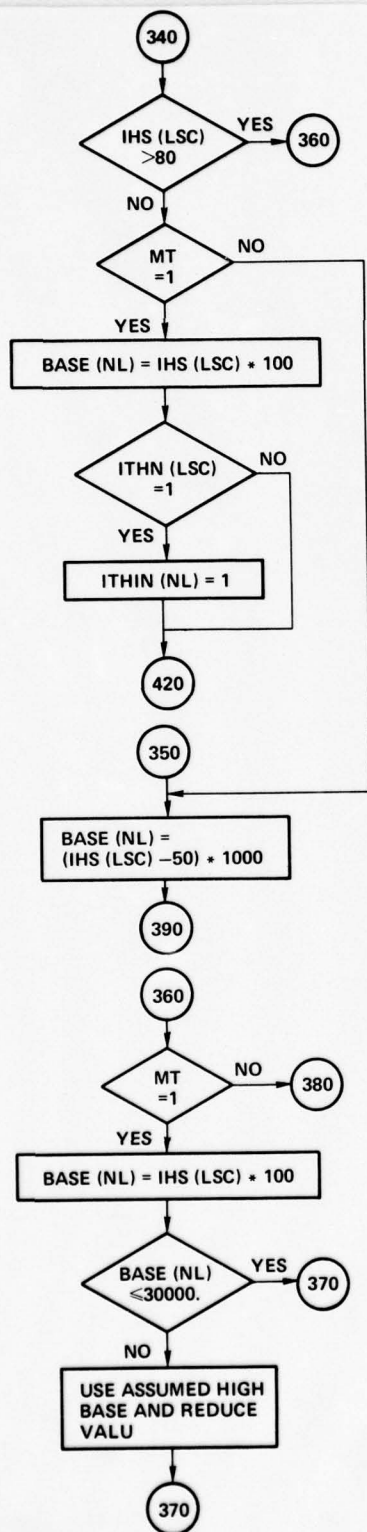 340
IHS (LSC)
>80
YES
360
NO
MT
=1
NO
YES
BASE (NL) = IHS (LSC) * 100
ITHN (LSC)
=1
NO
YES
ITHIN (NL) = 1
420
350
BASE (NL) =
(IHS (LSC) −50) * 1000
390
360
MT
=1
NO
380
YES
BASE (NL) = IHS (LSC) * 100
BASE (NL)
⩽30000.
YES
370
NO
USE ASSUMED HIGH
BASE AND REDUCE
VALU
370